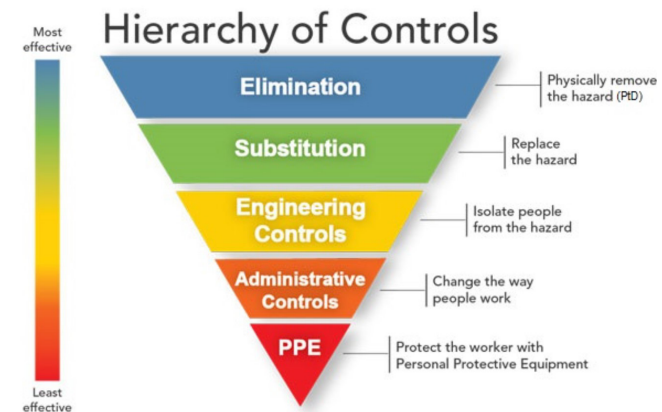 Hierarchy of Controls
Most
effective
Elimination
Physically remove
the hazard (PtD)
Substitution
Replace
the hazard
Engineering
Controls
Isolate people
from the hazard
Administrative
Controls
Change the way
people work
PPE
Protect the worker with
Personal Protective Equipment
Least
effective